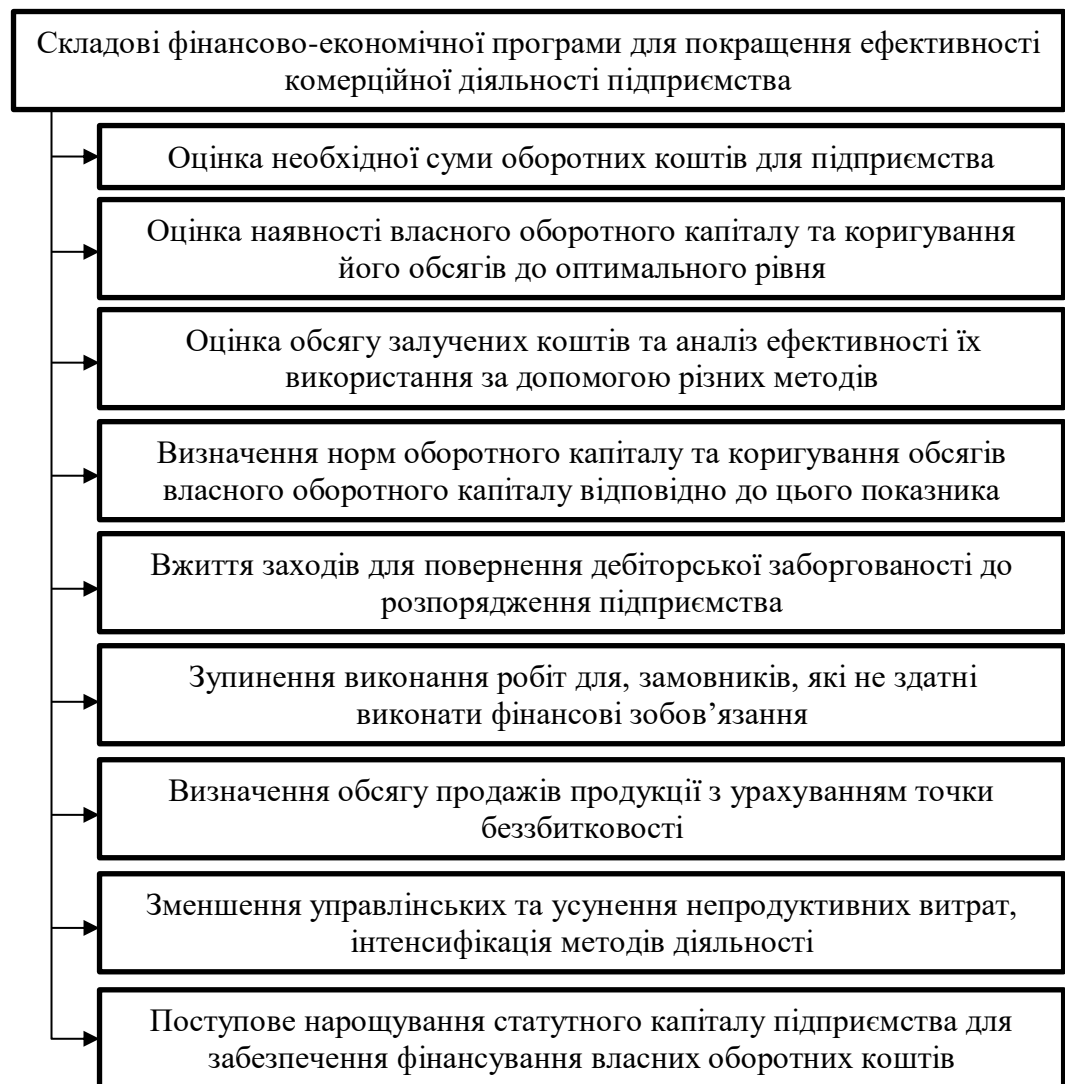 Складові фінансово-економічної програми для покращення ефективності
комерційної діяльності підприємства
Оцінка необхідної суми оборотних коштів для підприємства
Оцінка наявності власного оборотного капіталу та коригування
його обсягів до оптимального рівня
Оцінка обсягу залучених коштів та аналіз ефективності їх
використання за допомогою різних методів
Визначення норм оборотного капіталу та коригування обсягів
власного оборотного капіталу відповідно до цього показника
Вжиття заходів для повернення дебіторської заборгованості до
розпорядження підприємства
Зупинення виконання робіт для, замовників, які не здатні
виконати фінансові зобов’язання
Визначення обсягу продажів продукції з урахуванням точки
беззбитковості
Зменшення управлінських та усунення непродуктивних витрат,
інтенсифікація методів діяльності
Поступове нарощування статутного капіталу підприємства для
забезпечення фінансування власних оборотних коштів